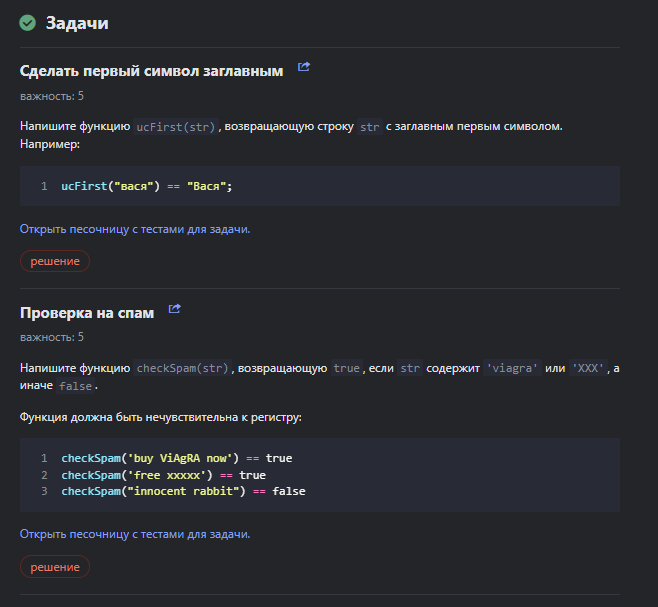 Задачи
Сделать первый символ заглавным
важность: 5
Напишите функцию ucFirst(str), возвращающую строку str с заглавным первым символом.
Например:
1 ucFirst("вася") == "Вася";
Открыть песочницу с тестами для задачи.
решение
Проверка на спам
важность: 5
Напишите функцию checkSpam(str), возвращающую true, если str содержит 'viagra' или 'XXX', а
иначе false.
Функция должна быть нечувствительна к регистру:
1 checkSpam('buy ViAgRA now') == true
2 checkSpam('free xxxxx') == true
3 checkSpam("innocent rabbit") == false
Открыть песочницу с тестами для задачи.
решение